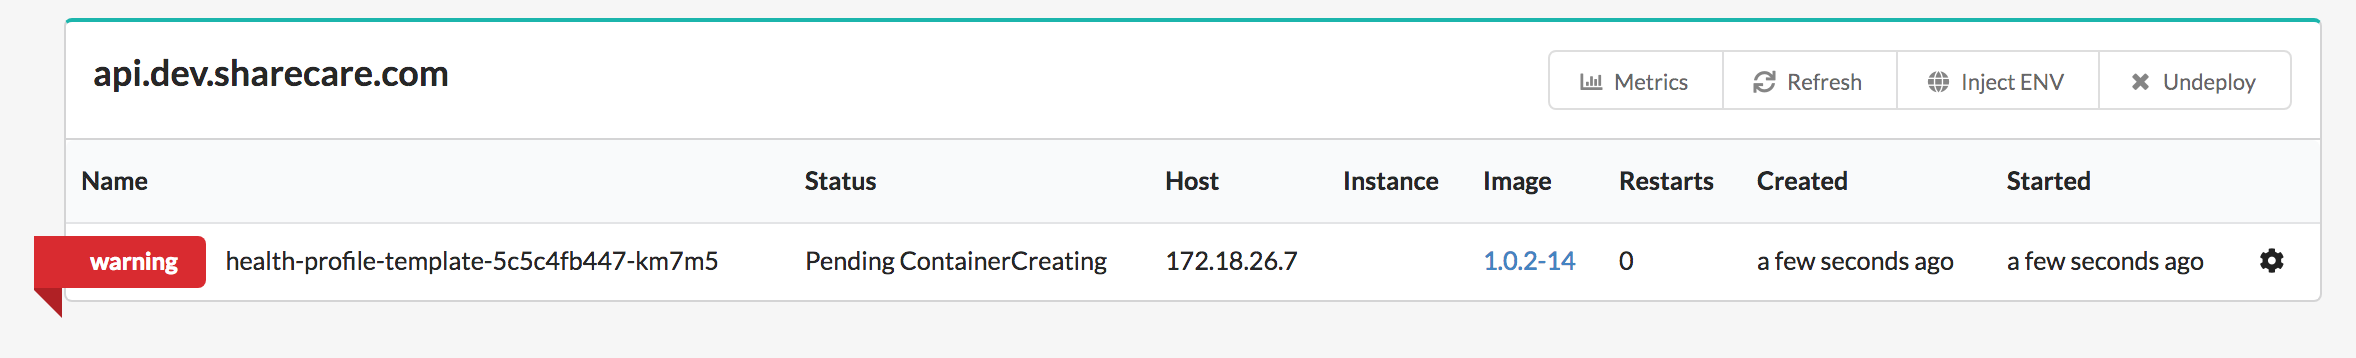 api.dev.sharecare.com
Metrics Refresh Inject ENV Undeploy
Name Status Host Instance Image Restarts Created Started
warning health-profile-template-5c5c4fb447-km7m5 Pending ContainerCreating 172.18.26.7 1.0.2-14 0 a few seconds ago a few seconds ago